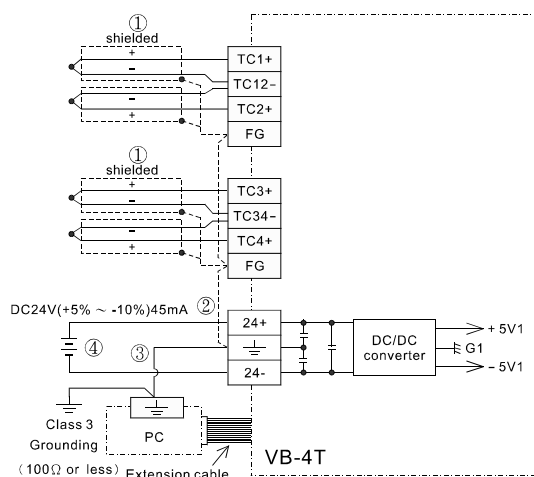 ①
shielded
+
−
−
+
TC1+
TC12−
TC2+
FG
①
shielded
+
−
−
+
TC3+
TC34−
TC4+
FG
②
DC24V(+5% ～ -10%)45mA
④
③
24+
24-
DC/DC
converter
+ 5V1
G1
− 5V1
Class 3
Grounding
(100Ω or less)
PC
Extension cable
VB-4T